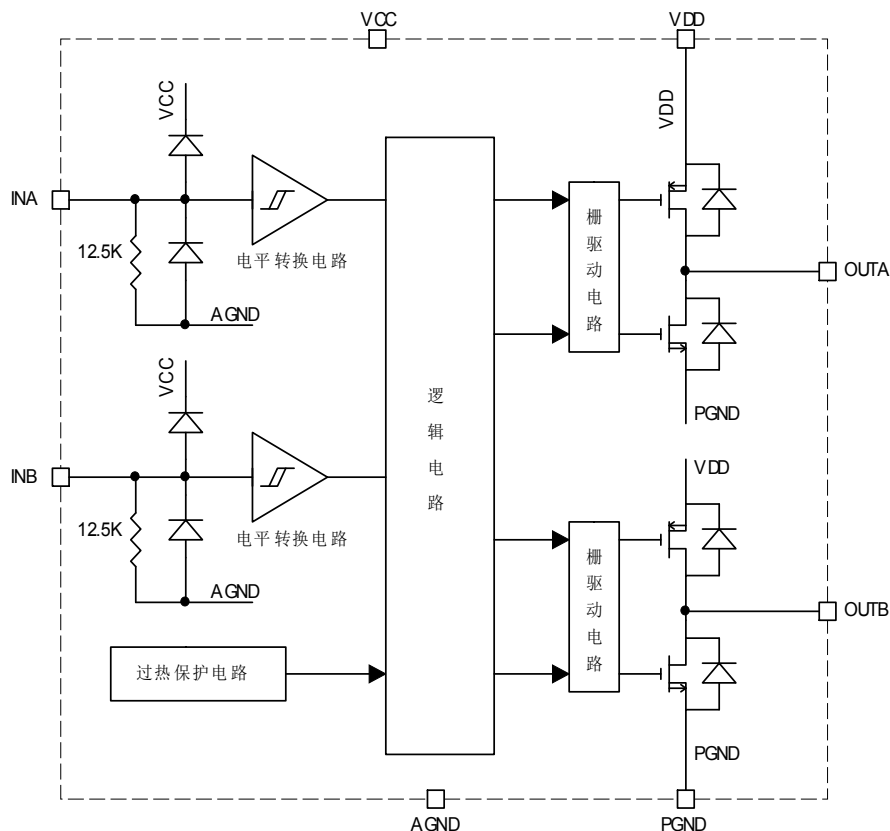 VCC
VDD
VCC
VDD
INA
12.5K
电平转换电路
AGND
栅驱动电路
OUTA
PGND
逻辑电路
VCC
VDD
INB
12.5K
电平转换电路
AGND
栅驱动电路
OUTB
过热保护电路
PGND
AGND
PGND